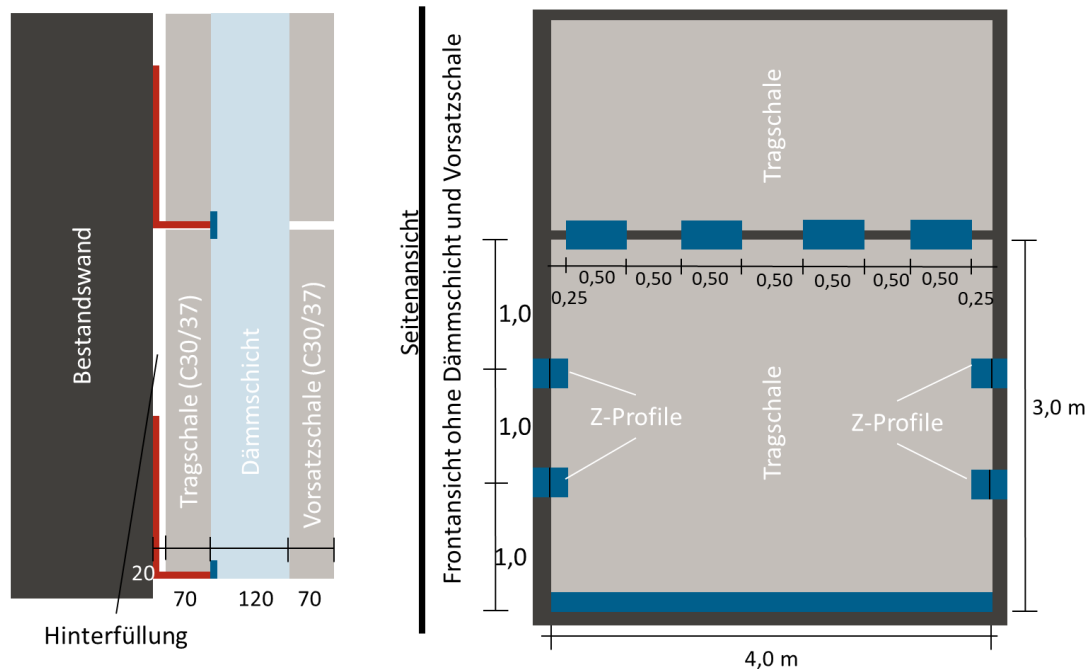 Bestandswand
Tragschale (C30/37)
Dämmschicht
Vorsatzschale (C30/37)
20
70
120
70
Hinterfüllung
Seitenansicht
Frontansicht ohne Dämmschicht und Vorsatzschale
Tragschale
0,25
0,50
0,50
0,50
0,50
0,50
0,50
0,50
0,25
1,0
1,0
1,0
Z-Profile
Z-Profile
Tragschale
3,0 m
4,0 m